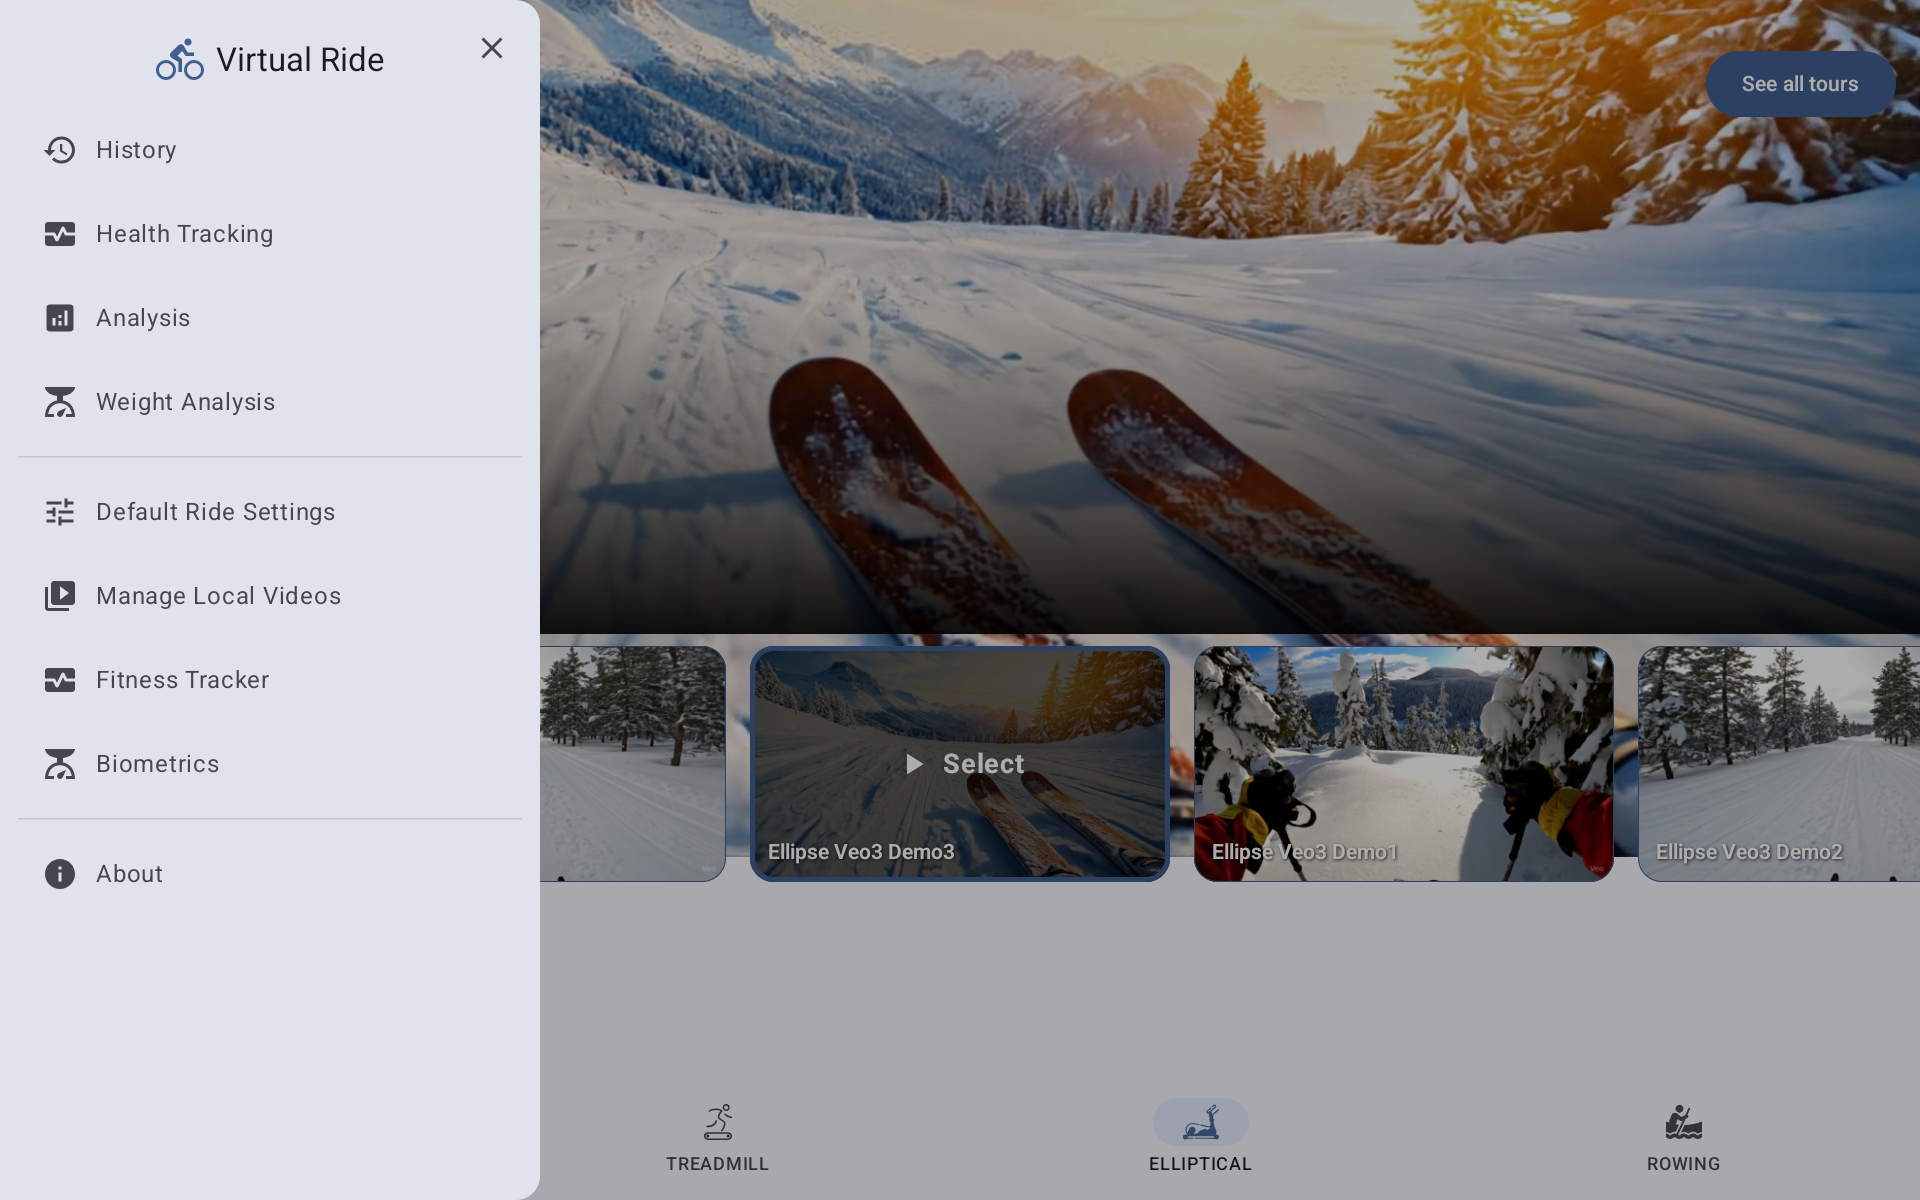 Virtual Ride
History
Health Tracking
Analysis
Weight Analysis
Default Ride Settings
Manage Local Videos
Fitness Tracker
Biometrics
About
See all tours
Select
Ellipse Veo3 Demo3
Ellipse Veo3 Demo1
Veo
Ellipse Veo3 Demo2
TREADMILL
ELLIPTICAL
ROWING